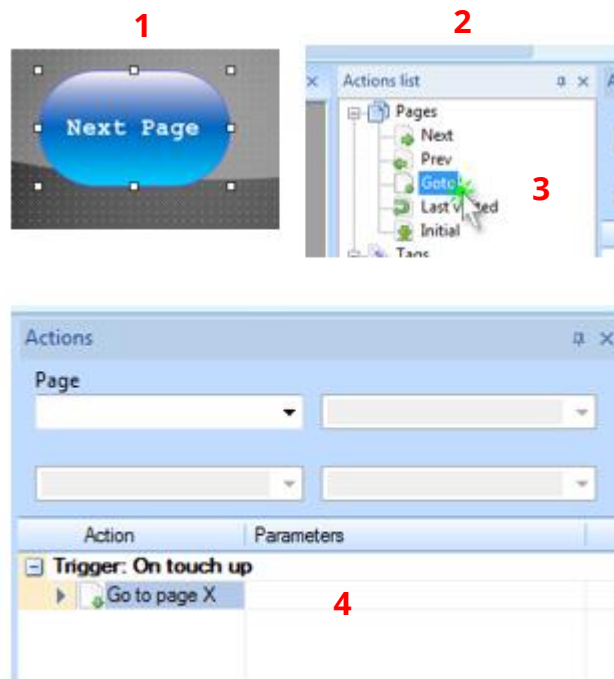 1
2
Next Page
Actions list
Pages
Next
Prev
Goto
Last visited
Initial
Tags
3
Actions
Page
Action Parameters
Trigger: On touch up
Go to page X
4